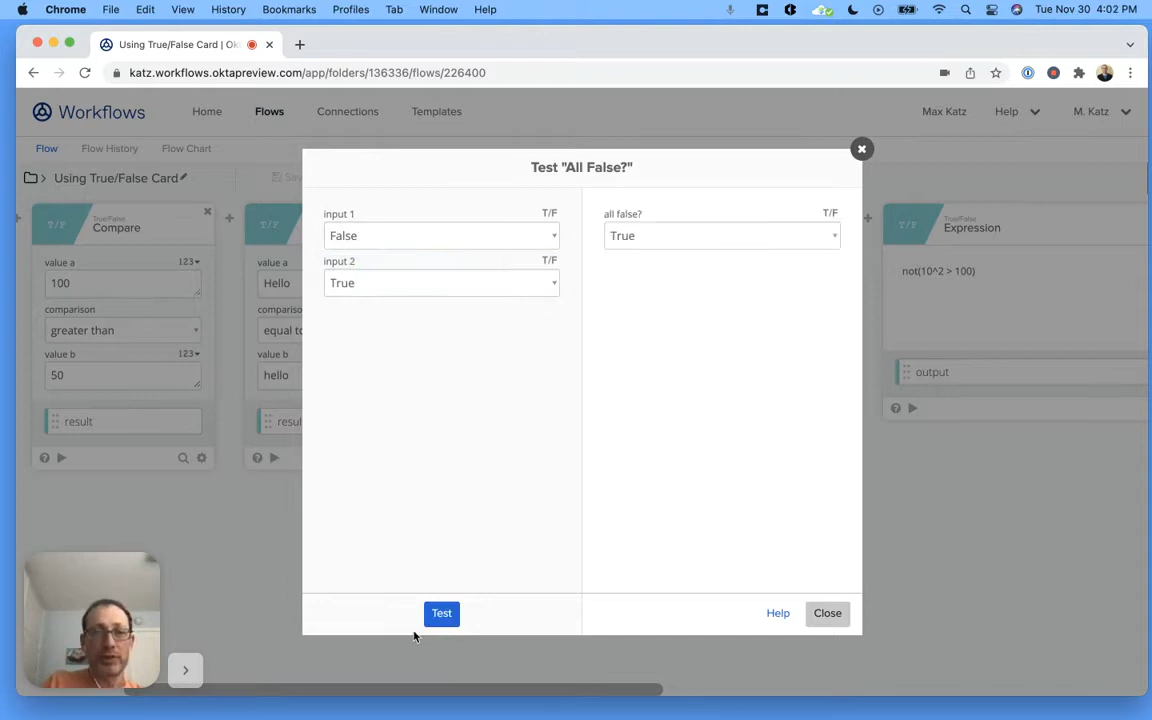 Chrome File Edit View History Bookmarks Profiles Tab Window Help Tue Nov 30 4:02 PM
Using True/False Card | Ok
katz.workflows.oktapreview.com/app/folders/136336/flows/226400
Workflows Home Flows Connections Templates Max Katz Help M. Katz
Flow Flow History Flow Chart
Using True/False Card
Test "All False?"
T/F
True/False
Compare
value a 123
100
comparison
greater than
value b 123
50
result
value a
Hello
comparison
equal to
value b
hello
result
input 1 T/F
False
input 2 T/F
True
all false? T/F
True
Test
Help
Close
T/F
True/False
Expression
not(10^2 > 100)
output